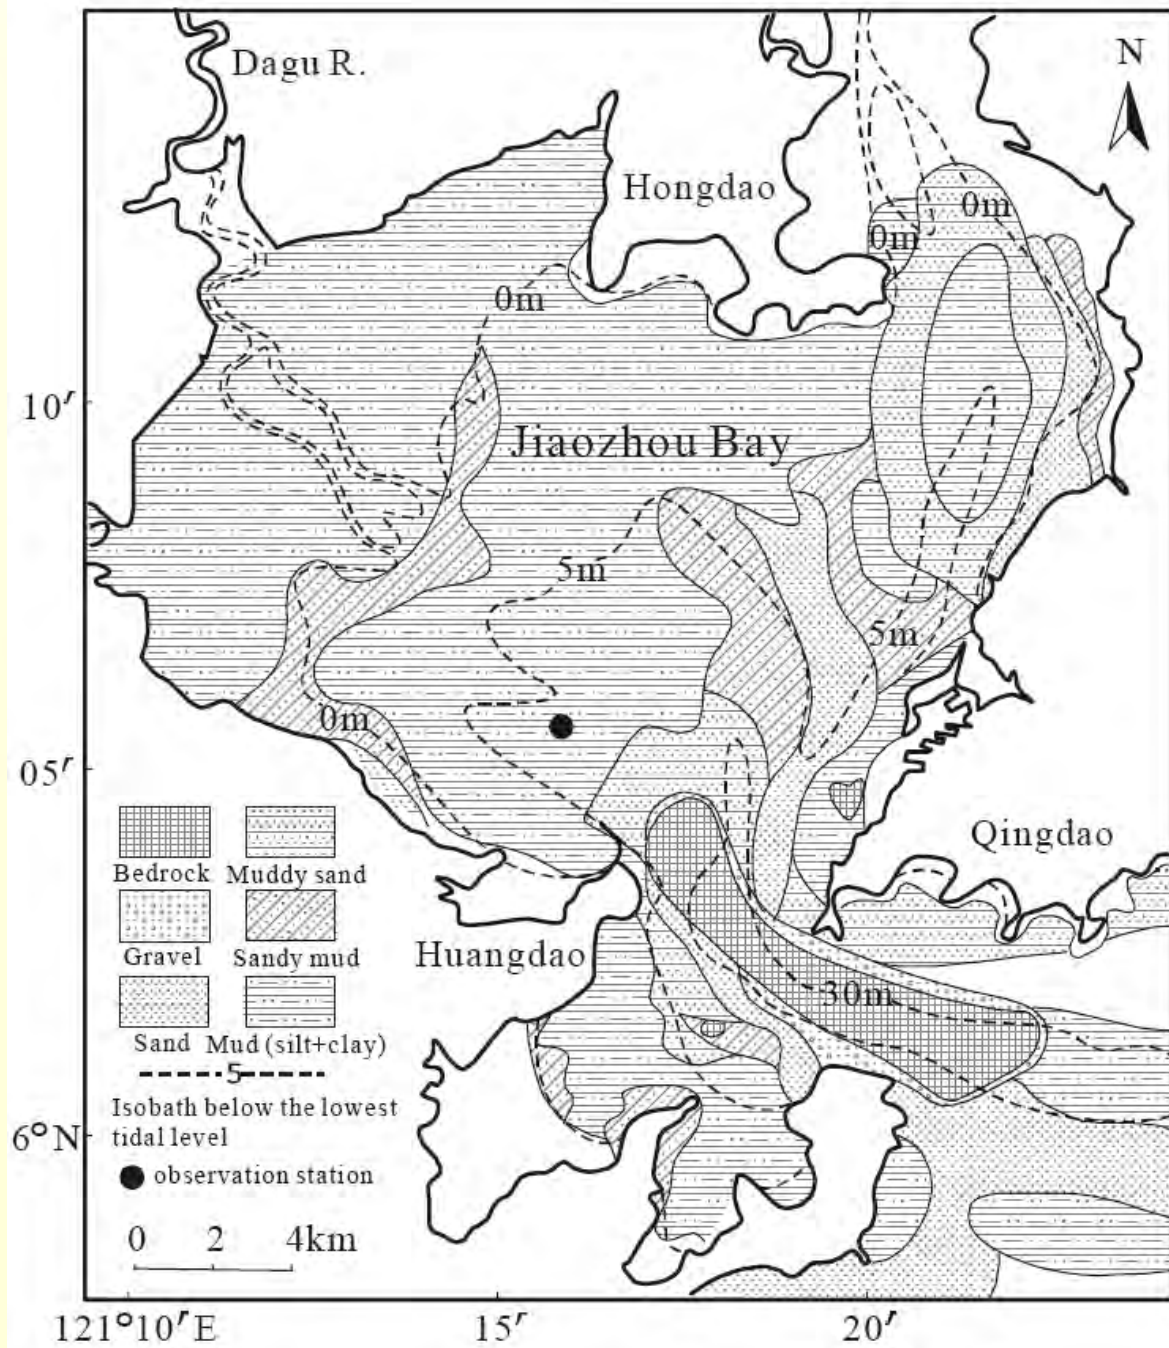 Dagu R.
N
Hongdao
0m
0m
0m
10′
Jiaozhou Bay
5m
5m
0m
05′
Qingdao
Bedrock Muddy sand
Huangdao
Gravel Sandy mud
30m
Sand Mud (silt+clay)
5
Isobath below the lowest
tidal level
6°N
observation station
0 2 4km
121°10′E 15′ 20′